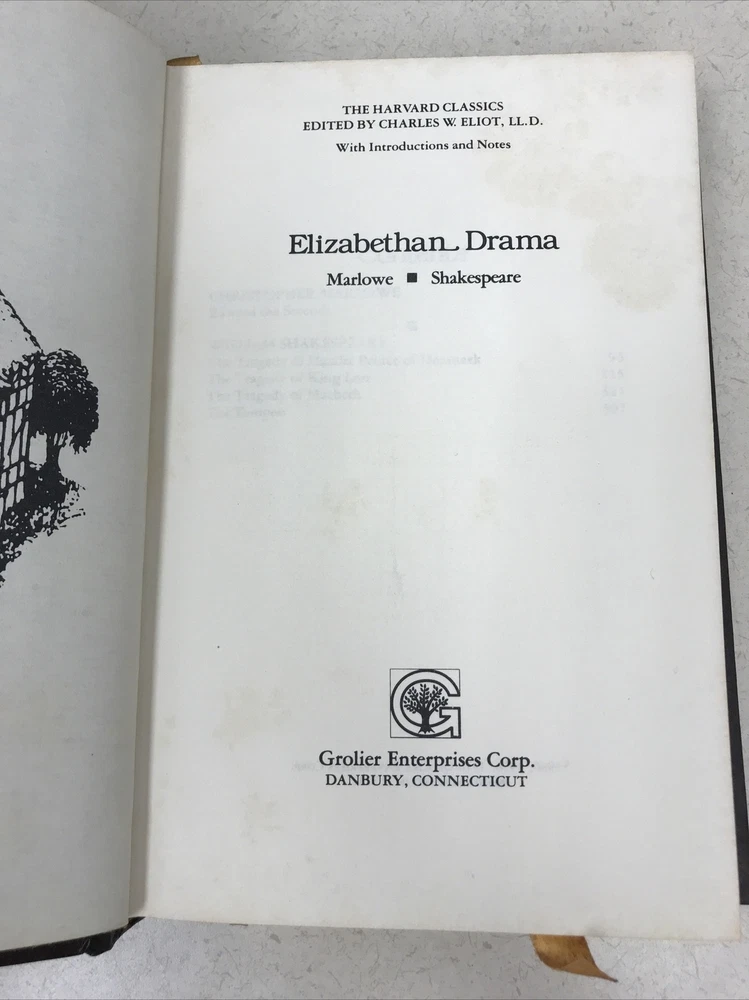 THE HARVARD CLASSICS
EDITED BY CHARLES W. ELIOT, LL.D.
With Introductions and Notes
Elizabethan Drama
Marlowe ■ Shakespeare
Grolier Enterprises Corp.
DANBURY, CONNECTICUT